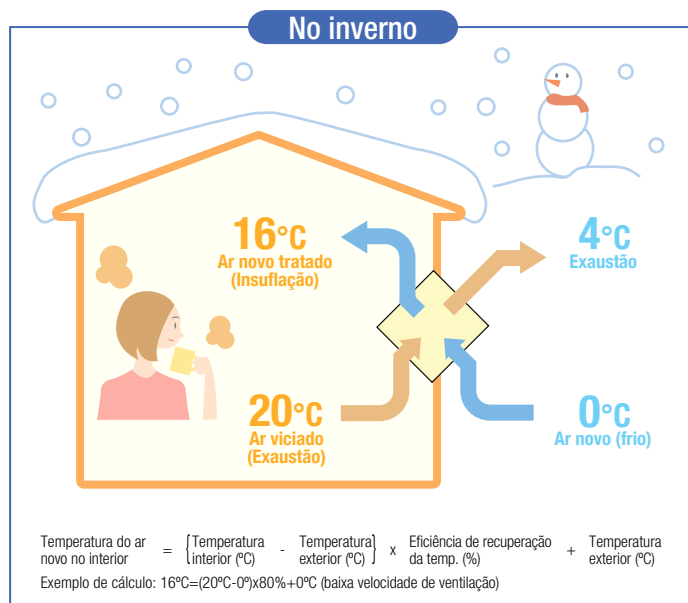 No inverno
16°C
Ar novo tratado
(Insuflação)
4°C
Exaustão
20°C
Ar viciado
(Exaustão)
0°C
Ar novo (frio)
Temperatura do ar novo no interior = {Temperatura interior (ºC) - Temperatura exterior (ºC)} x Eficiência de recuperação da temp. (%) + Temperatura exterior (ºC)
Exemplo de cálculo: 16ºC=(20ºC-0º)x80%+0ºC (baixa velocidade de ventilação)